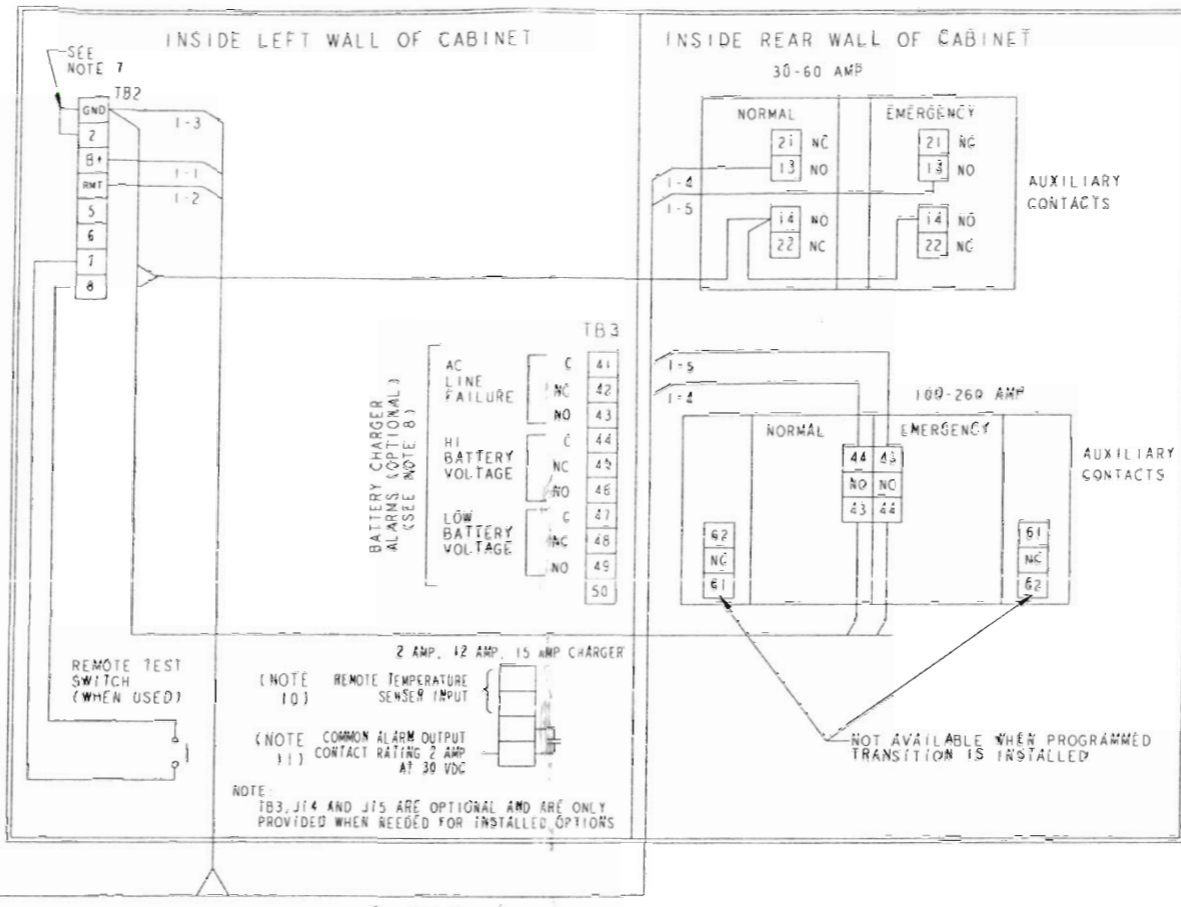 INSIDE LEFT WALL OF CABINET
SEE
NOTE 7
TB2
GND
2
B+
RMT
5
6
7
8
1-3
1-1
1-2
INSIDE REAR WALL OF CABINET
30-60 AMP
NORMAL
EMERGENCY
21 NC
13 NO
14 NO
22 NC
21 NC
13 NO
14 NO
22 NC
1-4
1-5
AUXILIARY
CONTACTS
TB3
BATTERY CHARGER
ALARMS (OPTIONAL)
(SEE NOTE 8)
AC
LINE
FAILURE
C 41
NC 42
NO 43
HI
BATTERY
VOLTAGE
C 44
NC 45
NO 46
LOW
BATTERY
VOLTAGE
C 47
NC 48
NO 49
50
1-5
1-4
100-260 AMP
NORMAL
EMERGENCY
44 43
NO NO
43 44
62
NC
61
61
NC
62
AUXILIARY
CONTACTS
REMOTE TEST
SWITCH
(WHEN USED)
2 AMP, 12 AMP, 15 AMP CHARGER
(NOTE
10)
REMOTE TEMPERATURE
SENSER INPUT
(NOTE
11)
COMMON ALARM OUTPUT
CONTACT RATING 2 AMP
AT 30 VDC
NOT AVAILABLE WHEN PROGRAMMED
TRANSITION IS INSTALLED
NOTE:
TB3, J14 AND J15 ARE OPTIONAL AND ARE ONLY
PROVIDED WHEN NEEDED FOR INSTALLED OPTIONS